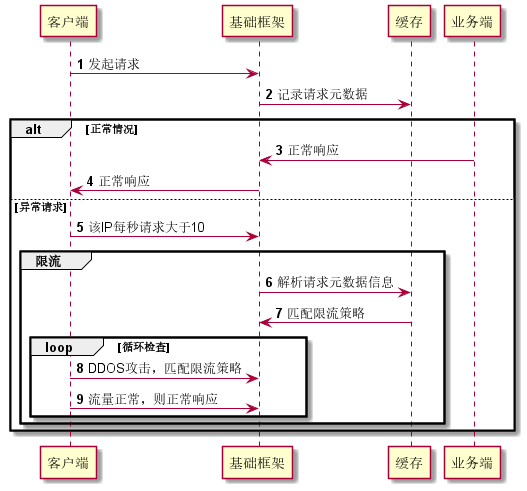 客户端 基础框架 缓存 业务端
1 发起请求
2 记录请求元数据
alt [正常情况]
3 正常响应
4 正常响应
[异常请求]
5 该IP每秒请求大于10
限流
6 解析请求元数据信息
7 匹配限流策略
loop [循环检查]
8 DDOS攻击，匹配限流策略
9 流量正常，则正常响应
客户端 基础框架 缓存 业务端